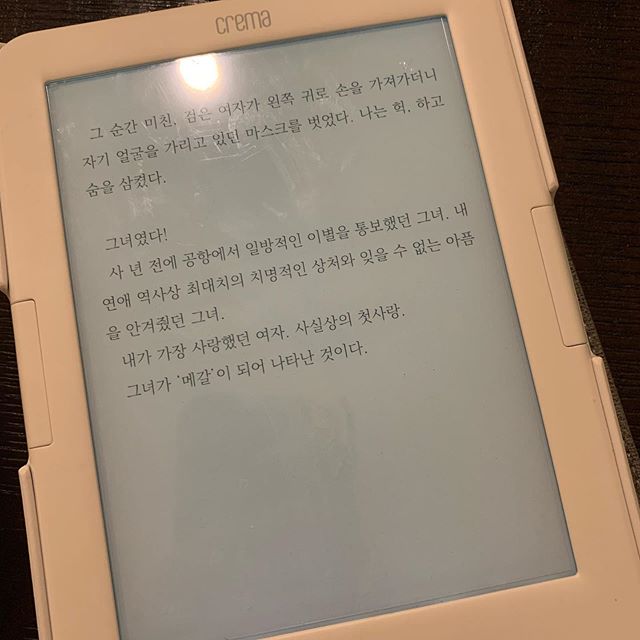 crema
그 순간 미친, 검은 여자가 왼쪽 귀로 손을 가져가더니
자기 얼굴을 가리고 있던 마스크를 벗었다. 나는 헉, 하고
숨을 삼켰다.
그녀였다!
사 년 전에 공항에서 일방적인 이별을 통보했던 그녀. 내
연애 역사상 최대치의 치명적인 상처와 잊을 수 없는 아픔
을 안겨줬던 그녀.
내가 가장 사랑했던 여자. 사실상의 첫사랑.
그녀가 ‘메갈’이 되어 나타난 것이다.